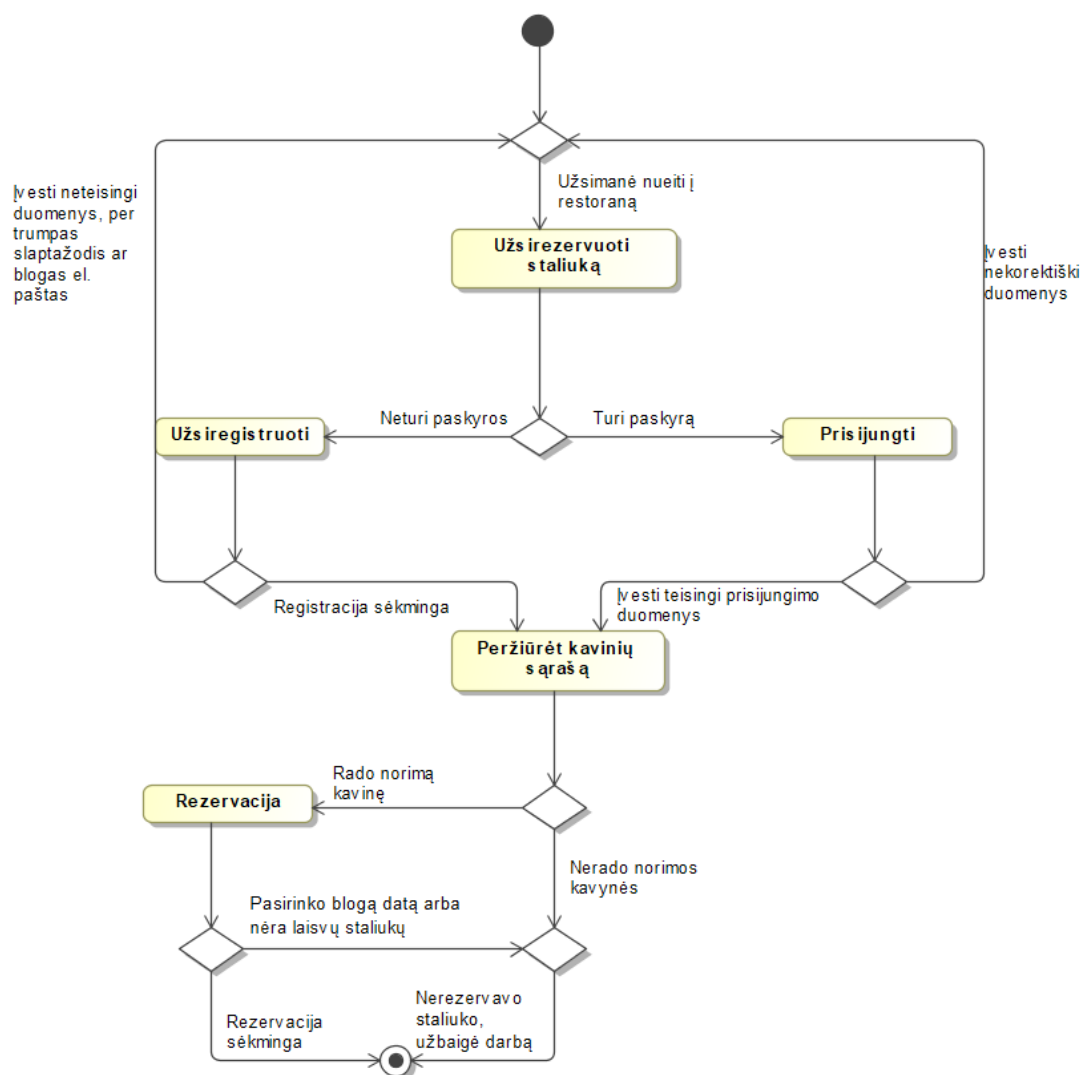 Įvesti neteisingi
duomenys, per
trumpas
slaptažodis ar
blogas el.
paštas
Užsimanė nueiti į
restoraną
Užsirezervuoti
staliuką
Įvesti
nekorektiški
duomenys
Neturi paskyros
Turi paskyrą
Užsiregistruoti
Prisijungti
Registracija sėkminga
Įvesti teisingi prisijungimo
duomenys
Peržiūrėt kavinių
sąrašą
Rado norimą
kavinę
Rezervacija
Nerado norimos
kavynės
Pasirinko blogą datą arba
nėra laisvų staliukų
Rezervacija
sėkminga
Nerezervavo
staliuko,
užbaigė darbą